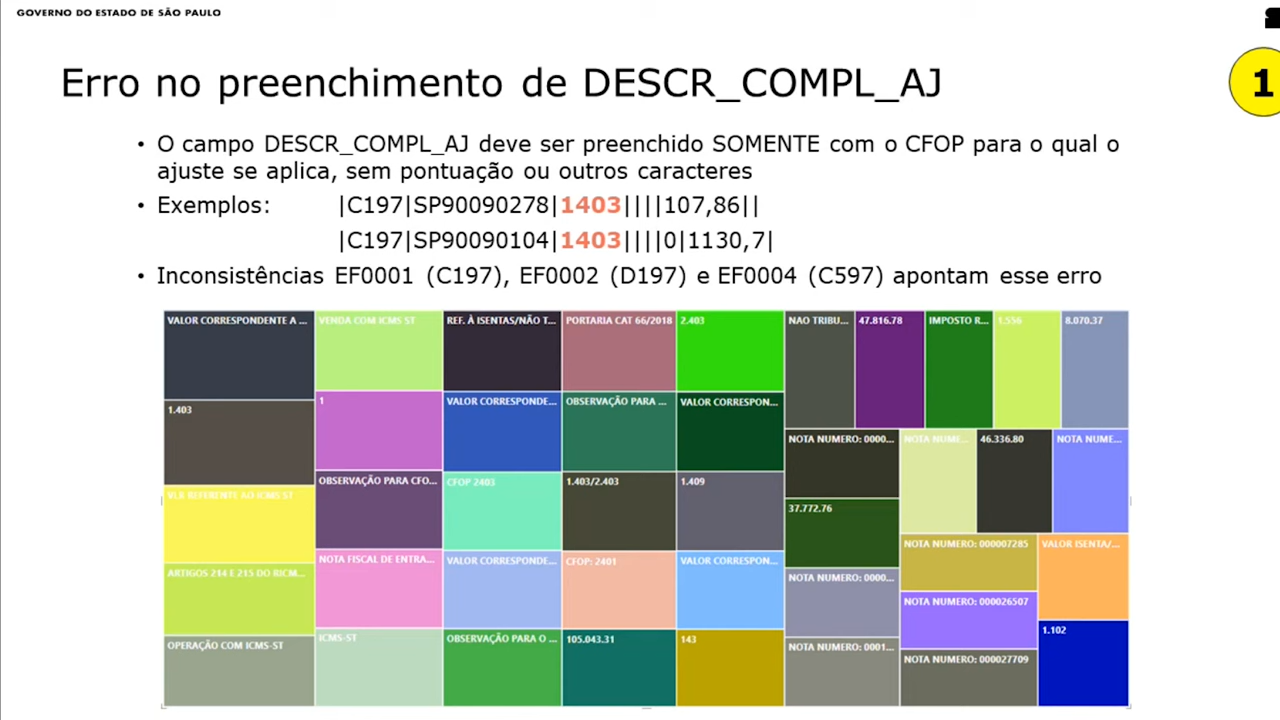 GOVERNO DO ESTADO DE SÃO PAULO
Erro no preenchimento de DESCR_COMPL_AJ
1
• O campo DESCR_COMPL_AJ deve ser preenchido SOMENTE com o CFOP para o qual o
ajuste se aplica, sem pontuação ou outros caracteres
• Exemplos: |C197|SP90090278|1403||||107,86||
|C197|SP90090104|1403||||0|1130,7|
• Inconsistências EF0001 (C197), EF0002 (D197) e EF0004 (C597) apontam esse erro
VALOR CORRESPONDENTE A ...
1.403
VLR REFERENTE AO ICMS ST
ARTIGOS 214 E 215 DO RICM...
OPERAÇÃO COM ICMS-ST
VENDA COM ICMS ST
1
OBSERVAÇÃO PARA CFO...
NOTA FISCAL DE ENTRA...
ICMS-ST
REF. À ISENTAS/NÃO T...
VALOR CORRESPONDE...
CFOP 2403
VALOR CORRESPONDE...
OBSERVAÇÃO PARA O ...
PORTARIA CAT 66/2018
OBSERVAÇÃO PARA ...
1.403/2.403
CFOP: 2401
105.043.31
2.403
VALOR CORRESPON...
1.409
VALOR CORRESPON...
143
NAO TRIBU...
47.816.78
IMPOSTO R...
1.556
8.070.37
NOTA NUMERO: 0000...
37.772.76
NOTA NUMERO: 0000...
NOTA NUMERO: 0001...
NOTA NUME...
46.336.80
NOTA NUME...
NOTA NUMERO: 000007285
NOTA NUMERO: 000026507
NOTA NUMERO: 000027709
VALOR ISENTA/...
1.102